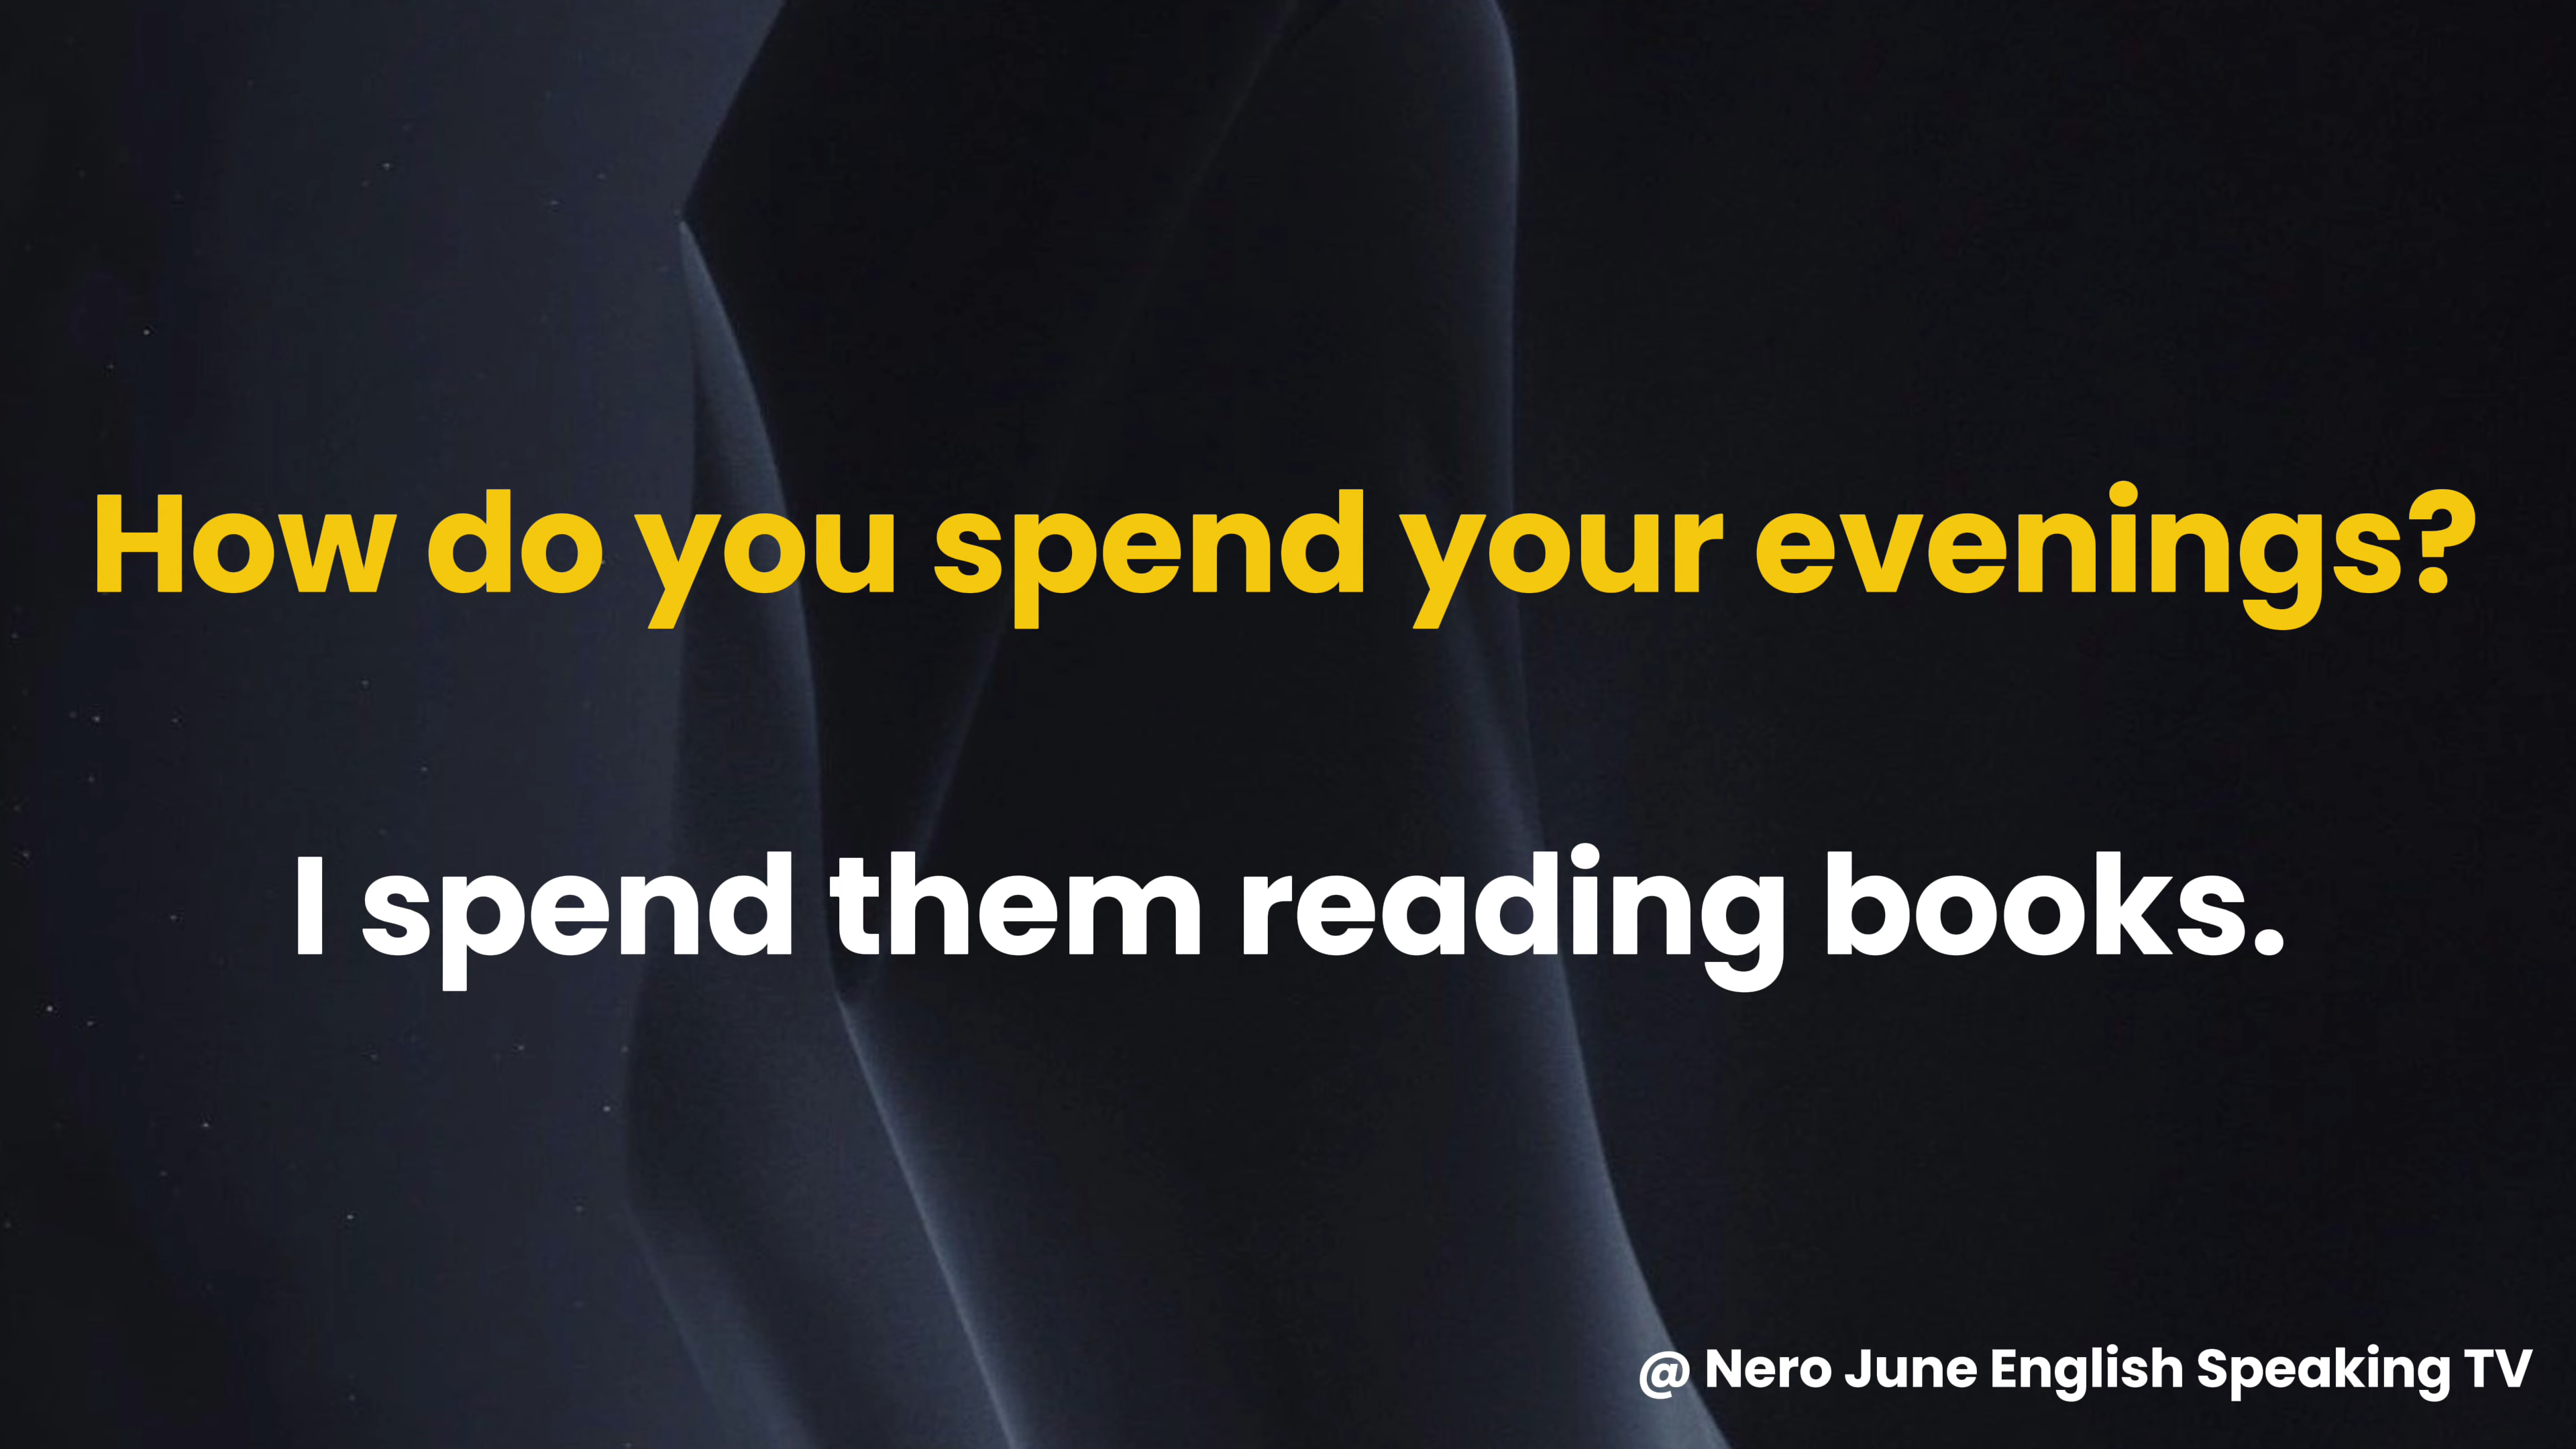 How do you spend your evenings?
I spend them reading books.
@ Nero June English Speaking TV